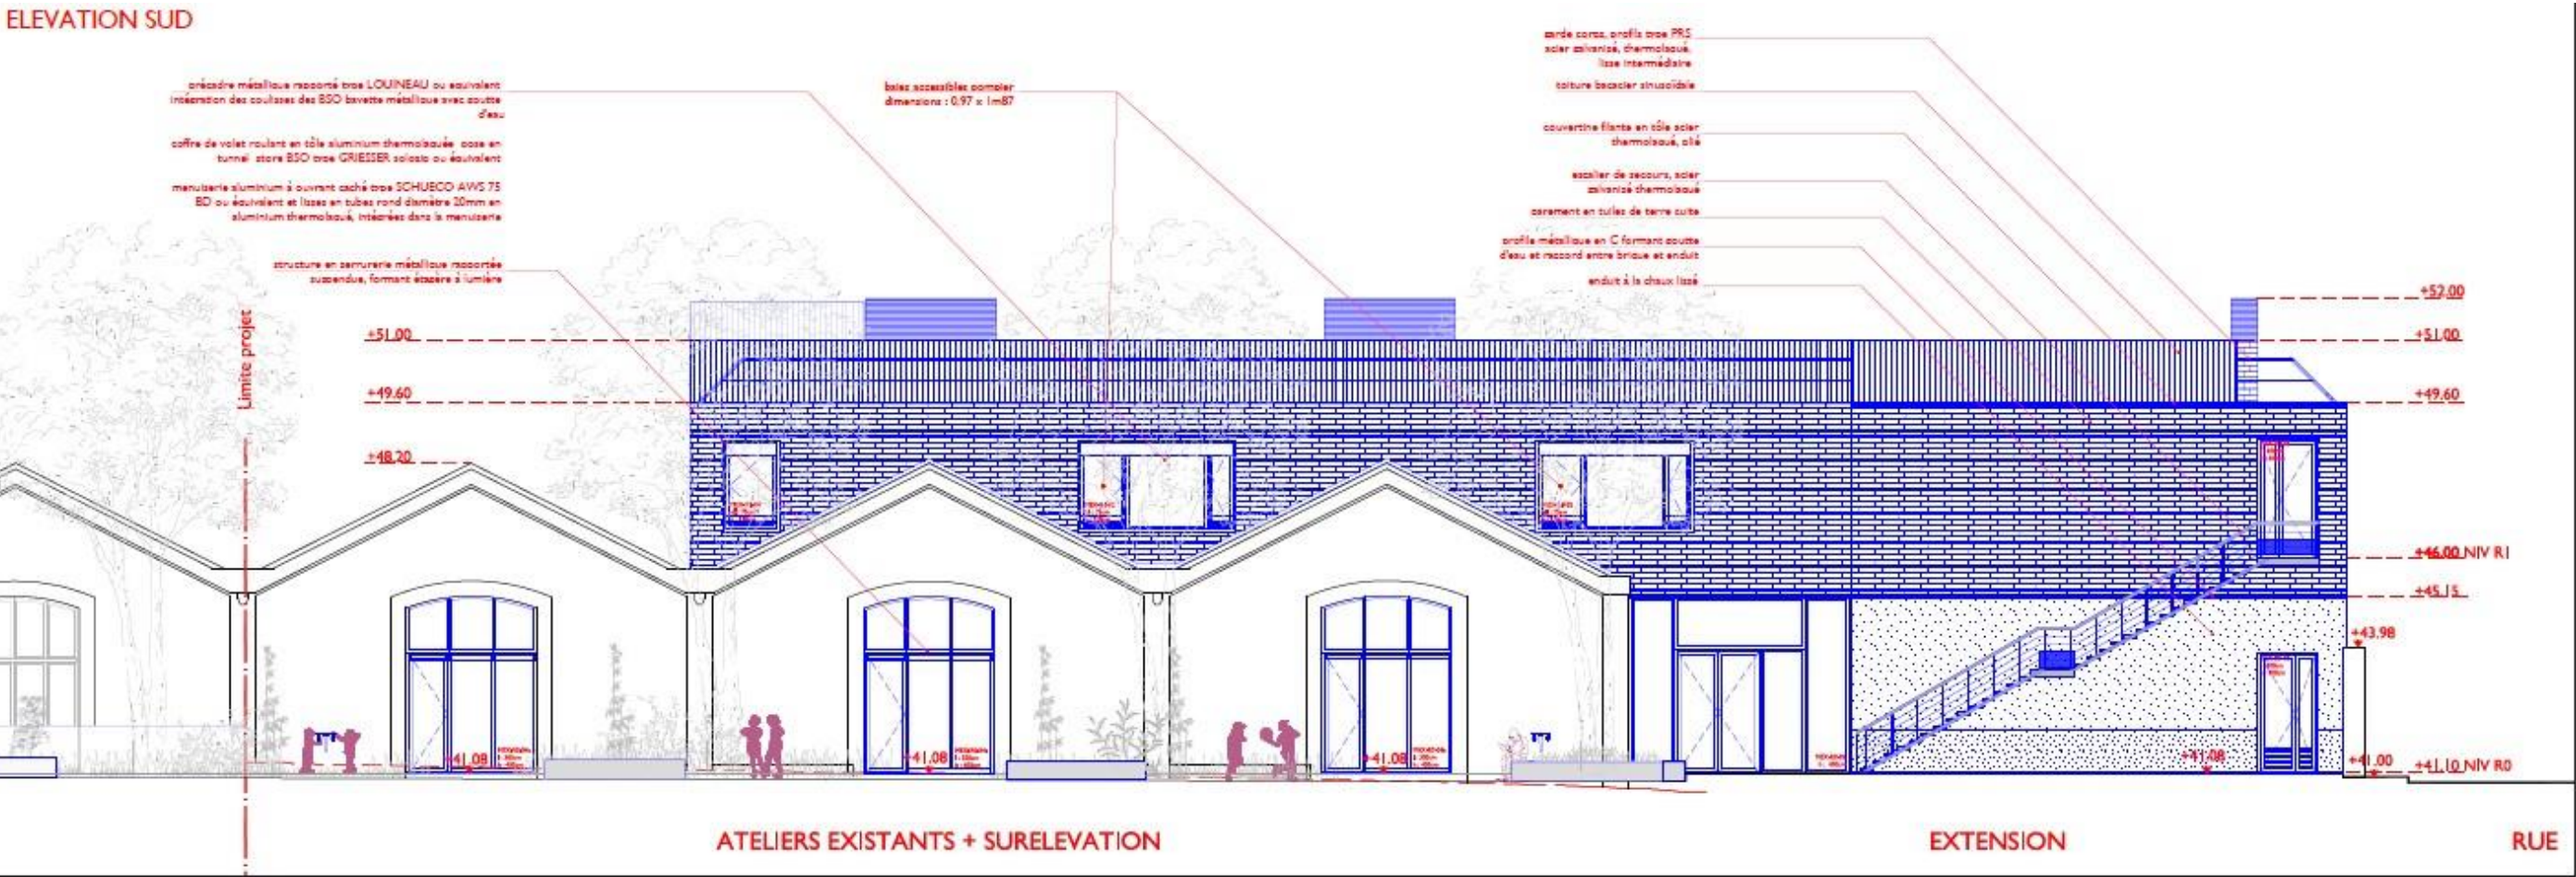 ELEVATION SUD
précadre métallique rapporté type LOUINEAU ou equivalent
intégration des coulisses des BSO bavette métallique avec goutte
d'eau
coffre de volet roulant en tôle aluminium thermolaquée pose en
tunnel store BSO type GRIESSER solosio ou équivalent
menuiserie aluminium à ouvrant caché type SCHUECO AWS 75
BD ou équivalent et lisses en tubes rond diamètre 20mm en
aluminium thermolaqué, intégrées dans la menuiserie
structure en serrurerie métallique rapportée
suspendue, formant étagère à lumière
baies accessibles pompier
dimensions : 0,97 x 1m87
garde corps, profils type PRS
acier galvanisé, thermolaqué,
lisse intermédiaire
toiture bacacier sinusoïdale
couvertine filante en tôle acier
thermolaqué, plié
escalier de secours, acier
galvanisé thermolaqué
parement en tuiles de terre cuite
profile métallique en C formant goutte
d'eau et raccord entre brique et enduit
enduit à la chaux lissé
Limite projet
+51.00
+49.60
+48.20
+52.00
+51.00
+49.60
+46.00 NIV R1
+45.15
+43.98
+41.00
+41.10 NIV R0
+41.08
+41.08
+41.08
+41.08
ATELIERS EXISTANTS + SURELEVATION
EXTENSION
RUE